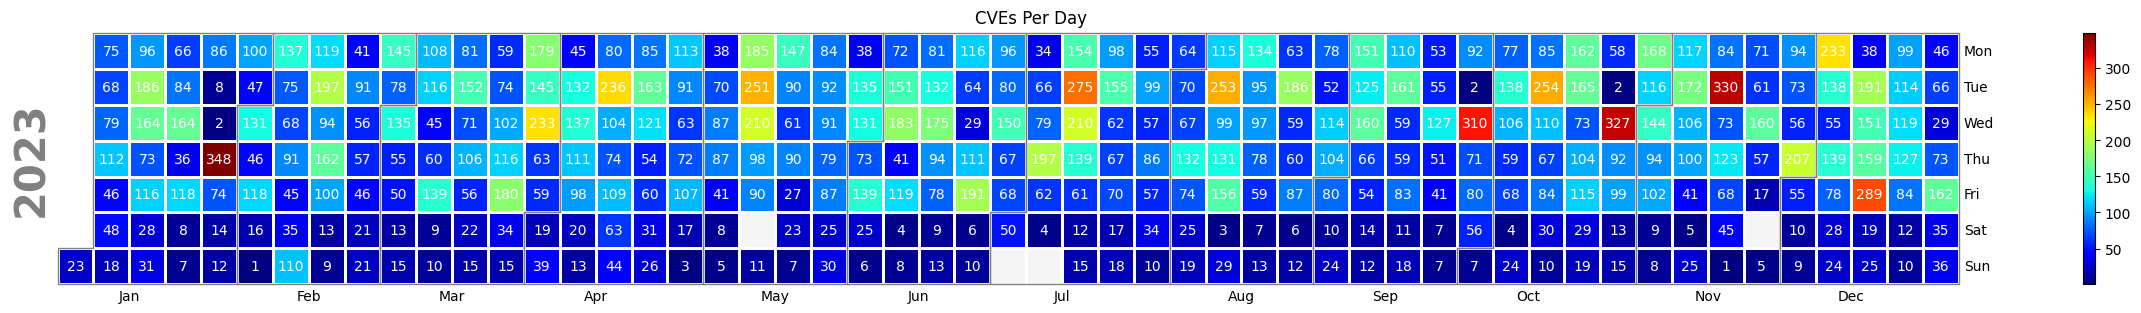 CVEs Per Day
2023
75 96 66 86 100 137 119 41 145 108 81 59 179 45 80 85 113 38 185 147 84 38 72 81 116 96 34 154 98 55 64 115 134 63 78 151 110 53 92 77 85 162 58 168 117 84 71 94 233 38 99 46 Mon
68 186 84 8 47 75 197 91 78 116 152 74 145 132 236 163 91 70 251 90 92 135 151 132 64 80 66 275 155 99 70 253 95 186 52 125 161 55 2 138 254 165 2 116 172 330 61 73 138 191 114 66 Tue
79 164 164 2 131 68 94 56 135 45 71 102 233 137 104 121 63 87 210 61 91 131 183 175 29 150 79 210 62 57 67 99 97 59 114 160 59 127 310 106 110 73 327 144 106 73 160 56 55 151 119 29 Wed
112 73 36 348 46 91 162 57 55 60 106 116 63 111 74 54 72 87 98 90 79 73 41 94 111 67 197 139 67 86 132 131 78 60 104 66 59 51 71 59 67 104 92 94 100 123 57 207 139 159 127 73 Thu
46 116 118 74 118 45 100 46 50 139 56 180 59 98 109 60 107 41 90 27 87 139 119 78 191 68 62 61 70 57 74 156 59 87 80 54 83 41 80 68 84 115 99 102 41 68 17 55 78 289 84 162 Fri
48 28 8 14 16 35 13 21 13 9 22 34 19 20 63 31 17 8 23 25 25 4 9 6 50 4 12 17 34 25 3 7 6 10 14 11 7 56 4 30 29 13 9 5 45 10 28 19 12 35 Sat
23 18 31 7 12 1 110 9 21 15 10 15 15 39 13 44 26 3 5 11 7 30 6 8 13 10 15 18 10 19 29 13 12 24 12 18 7 7 24 10 19 15 8 25 1 5 9 24 25 10 36 Sun
Jan Feb Mar Apr May Jun Jul Aug Sep Oct Nov Dec
300
250
200
150
100
50